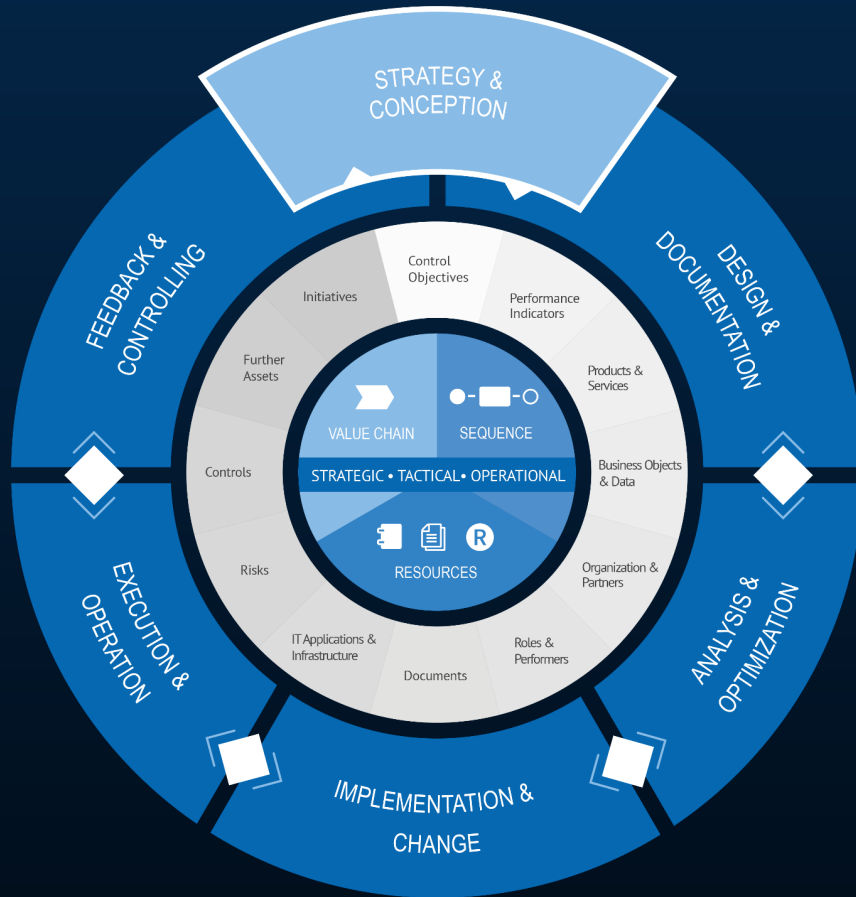 STRATEGY &
CONCEPTION
DESIGN &
DOCUMENTATION
ANALYSIS &
OPTIMIZATION
IMPLEMENTATION &
CHANGE
EXECUTION &
OPERATION
FEEDBACK &
CONTROLLING
Control
Objectives
Performance
Indicators
Products &
Services
Business Objects
& Data
Organization &
Partners
Roles &
Performers
Documents
IT Applications &
Infrastructure
Risks
Controls
Further
Assets
Initiatives
VALUE CHAIN
SEQUENCE
STRATEGIC • TACTICAL • OPERATIONAL
R
RESOURCES